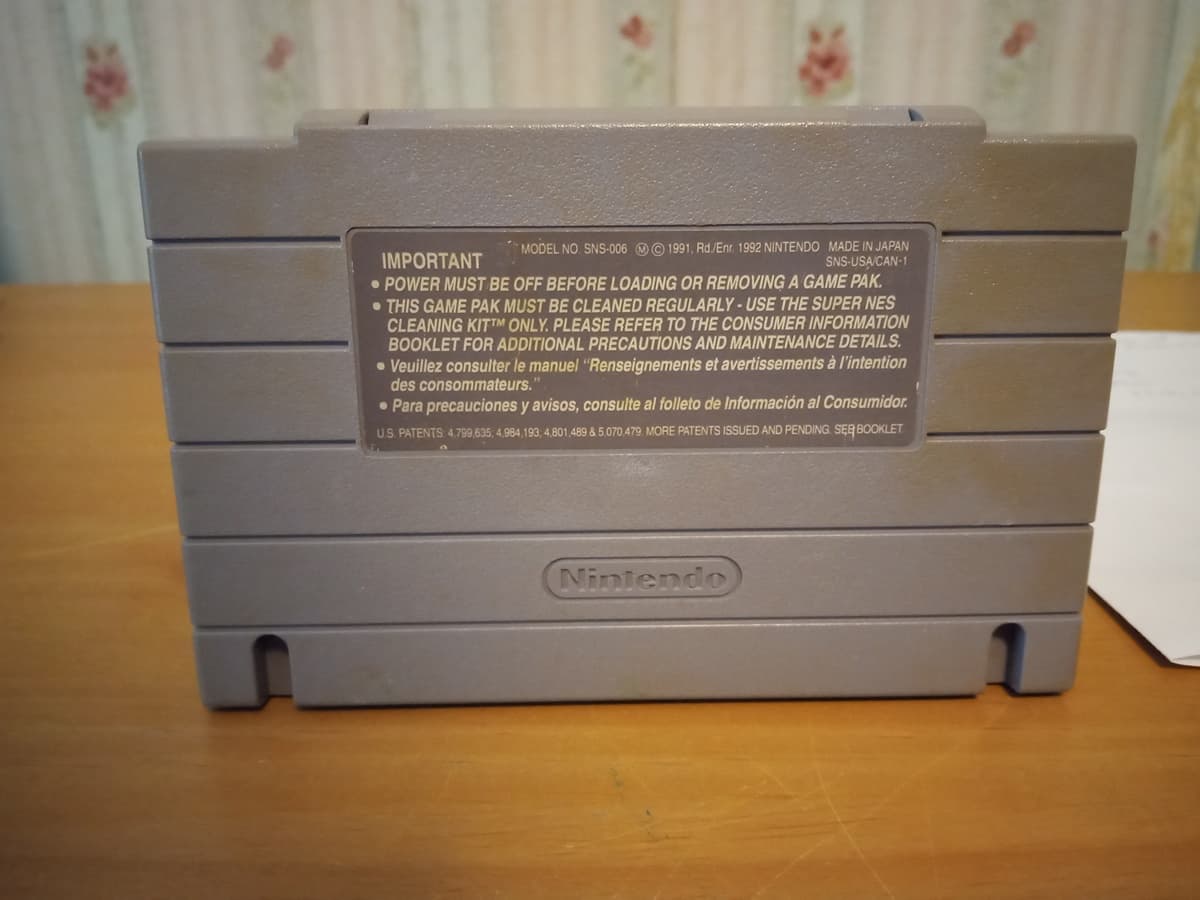 IMPORTANT MODEL NO. SNS-006 Ⓜ © 1991, Rd./Enr. 1992 NINTENDO MADE IN JAPAN
SNS-USA/CAN-1
• POWER MUST BE OFF BEFORE LOADING OR REMOVING A GAME PAK.
• THIS GAME PAK MUST BE CLEANED REGULARLY - USE THE SUPER NES
CLEANING KIT™ ONLY. PLEASE REFER TO THE CONSUMER INFORMATION
BOOKLET FOR ADDITIONAL PRECAUTIONS AND MAINTENANCE DETAILS.
• Veuillez consulter le manuel "Renseignements et avertissements à l'intention
des consommateurs."
• Para precauciones y avisos, consulte al folleto de Información al Consumidor.
U.S. PATENTS: 4,799,635; 4,984,193; 4,801,489 & 5,070,479. MORE PATENTS ISSUED AND PENDING. SEE BOOKLET
Nintendo